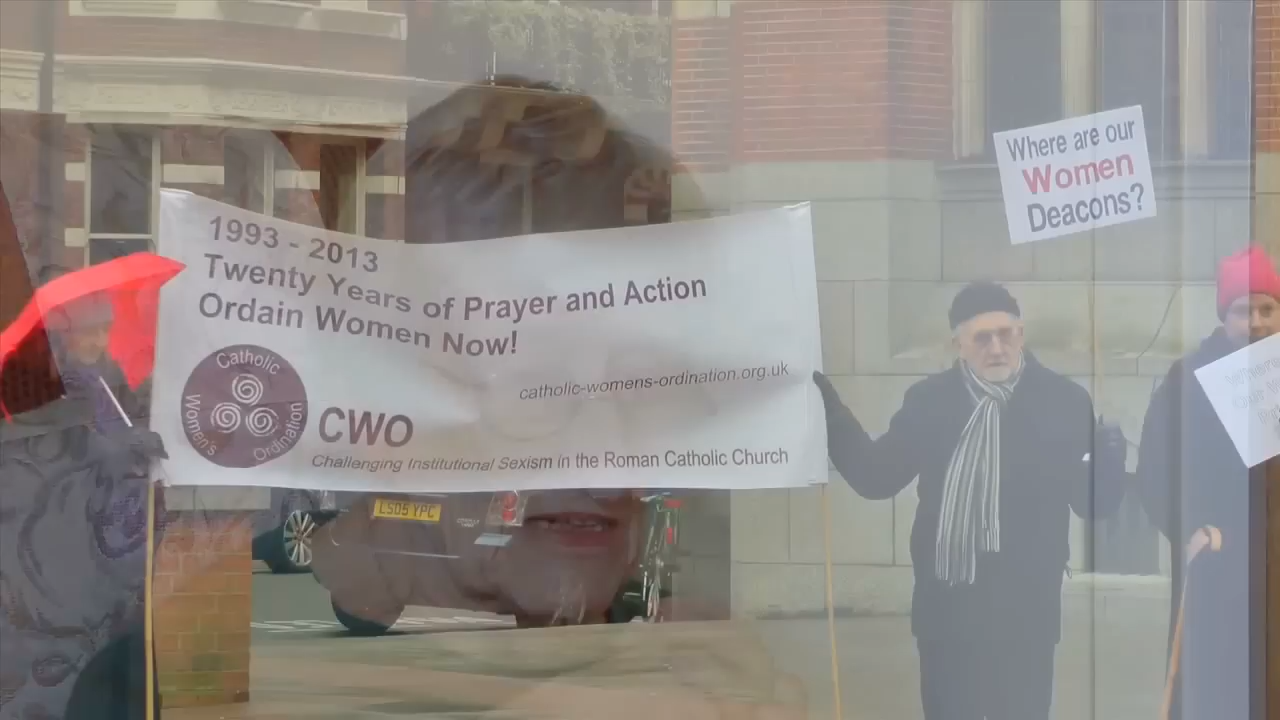 1993 - 2013
Twenty Years of Prayer and Action
Ordain Women Now!
catholic-womens-ordination.org.uk
Catholic
Women's
Ordination
CWO
Challenging Institutional Sexism in the Roman Catholic Church
Where are our
Women
Deacons?
LS05 YPC